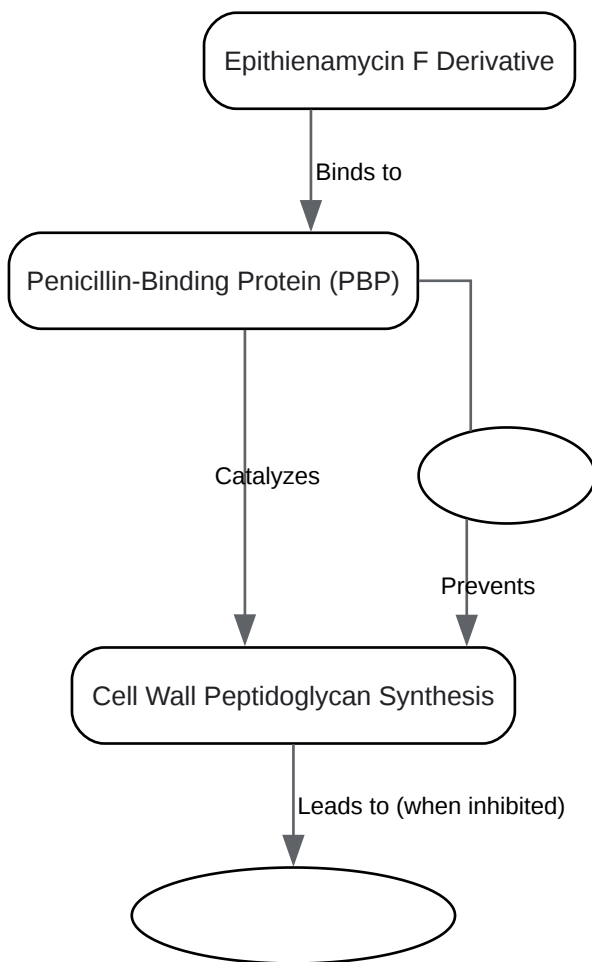 Epithienamycin F Derivative
Binds to
Penicillin-Binding Protein (PBP)
Catalyzes
Prevents
Cell Wall Peptidoglycan Synthesis
Leads to (when inhibited)